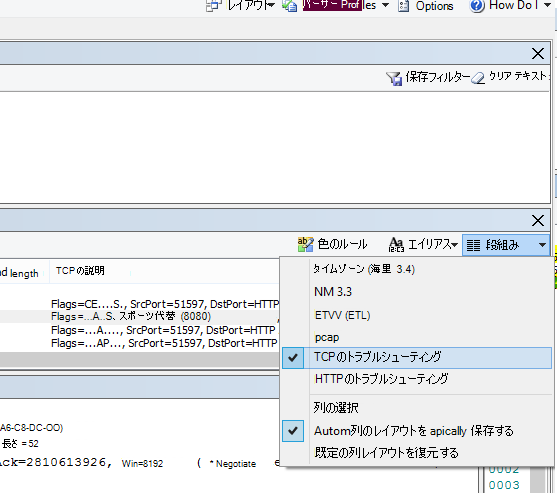 レイアウト パーサー Profles Options How Do I
保存フィルター クリア テキスト
色のルール Aa エイリアス 段組み
ad length TCPの説明
タイムゾーン (海里 3.4)
NM 3.3
Flags=CE....S., SrcPort=51597, DstPort=HTTP
Flags=...A..S、スポーツ代替 (8080)
ETVV (ETL)
Flags=...A...., SrcPort=51597, DstPort=HTTP
pcap
Flags=...AP..., SrcPort=51597, DstPort=HTTP
TCPのトラブルシューティング
HTTPのトラブルシューティング
列の選択
A6-C8-DC-OO)
Autom列のレイアウトを apically 保存する
長さ =52
既定の列レイアウトを復元する
Ack=2810613926, Win=8192 ( *Negotiate
0002
0003